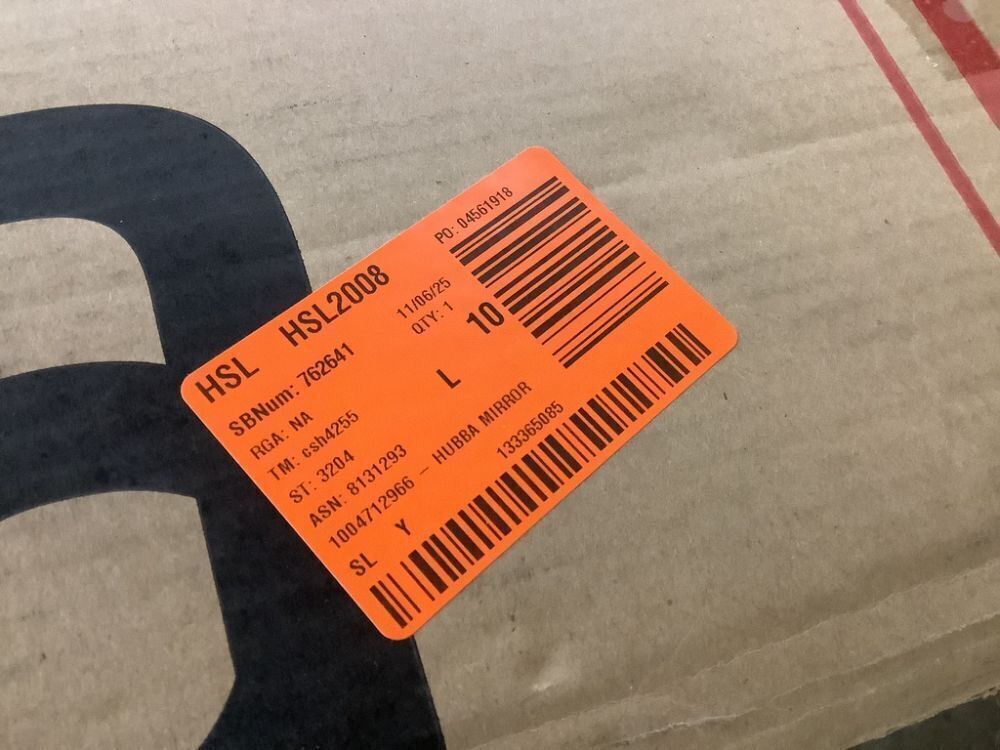 HSL HSL2008
PO: 04561918
SBNum: 762641
11/06/25
RGA: NA
QTY: 1
TM: csh4255
L
10
ST: 3204
ASN: 8131293
1004712966 – HUBBA MIRROR
SL Y
133365085